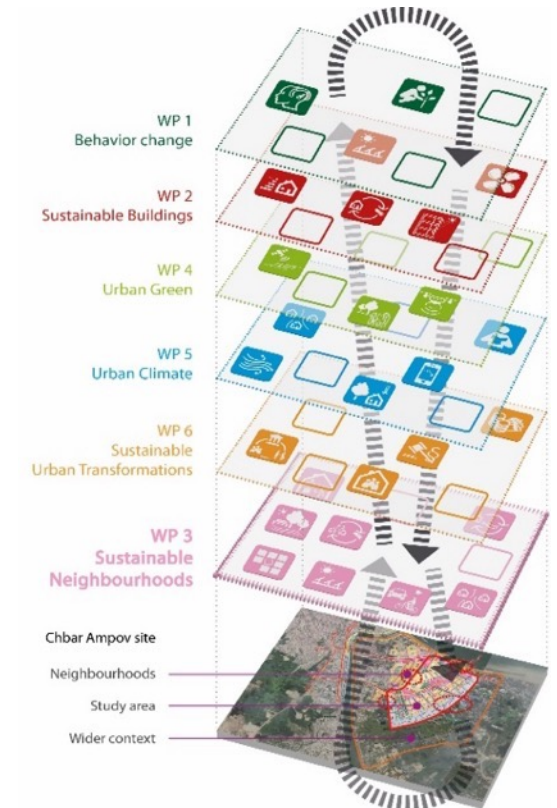 WP 1
Behavior change
WP 2
Sustainable Buildings
WP 4
Urban Green
WP 5
Urban Climate
WP 6
Sustainable
Urban Transformations
WP 3
Sustainable
Neighbourhoods
Chbar Ampov site
Neighbourhoods
Study area
Wider context